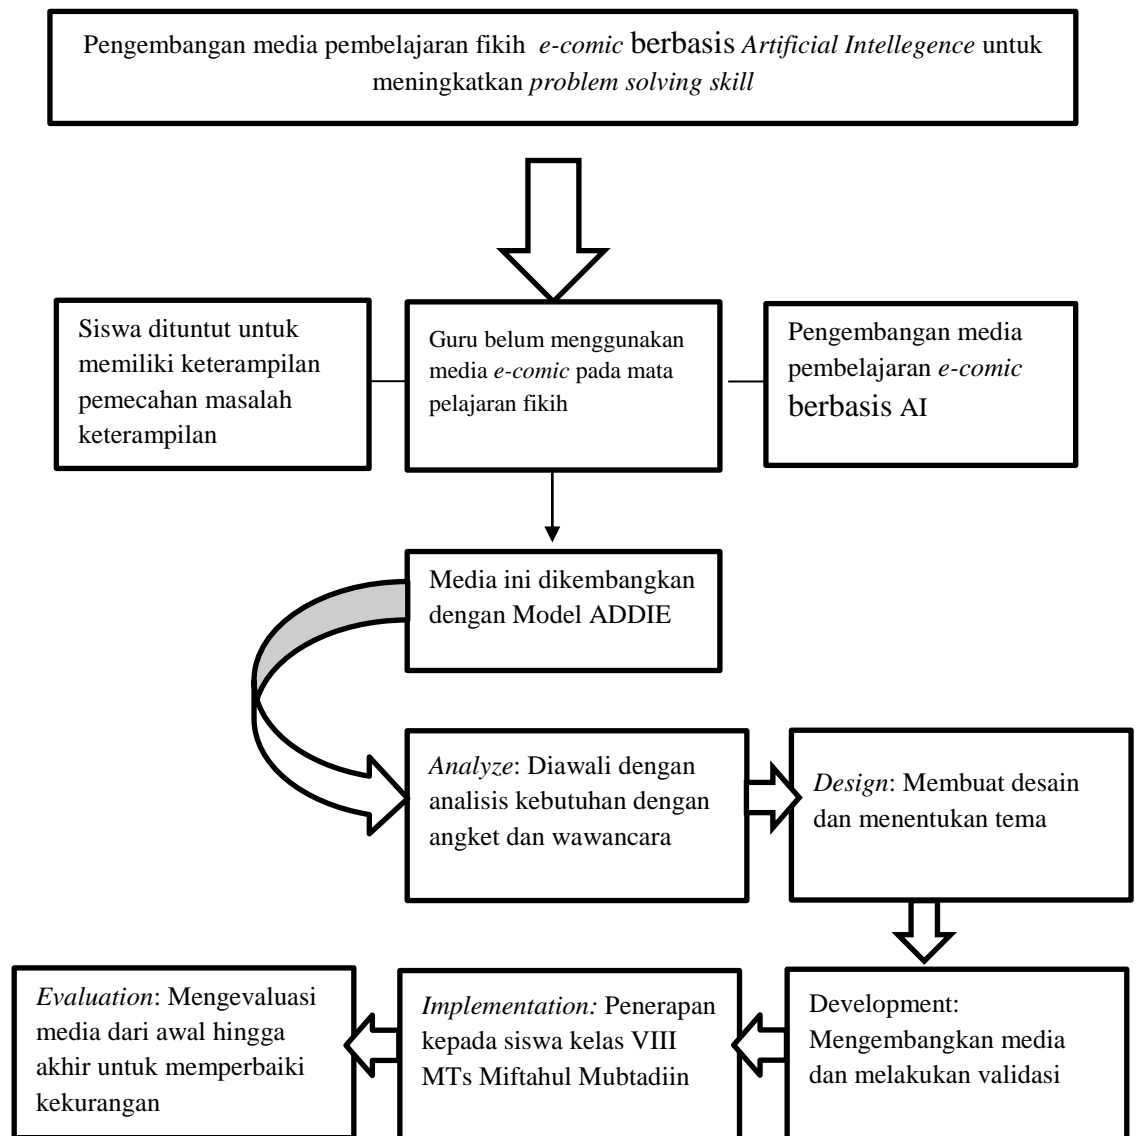 Pengembangan media pembelajaran fikih e-comic berbasis Artificial Intellegence untuk
meningkatkan problem solving skill
Siswa dituntut untuk
memiliki keterampilan
pemecahan masalah
keterampilan
Guru belum menggunakan
media e-comic pada mata
pelajaran fikih
Pengembangan media
pembelajaran e-comic
berbasis AI
Media ini dikembangkan
dengan Model ADDIE
Analyze: Diawali dengan
analisis kebutuhan dengan
angket dan wawancara
Design: Membuat desain
dan menentukan tema
Development:
Mengembangkan media
dan melakukan validasi
Implementation: Penerapan
kepada siswa kelas VIII
MTs Miftahul Mubtadiin
Evaluation: Mengevaluasi
media dari awal hingga
akhir untuk memperbaiki
kekurangan